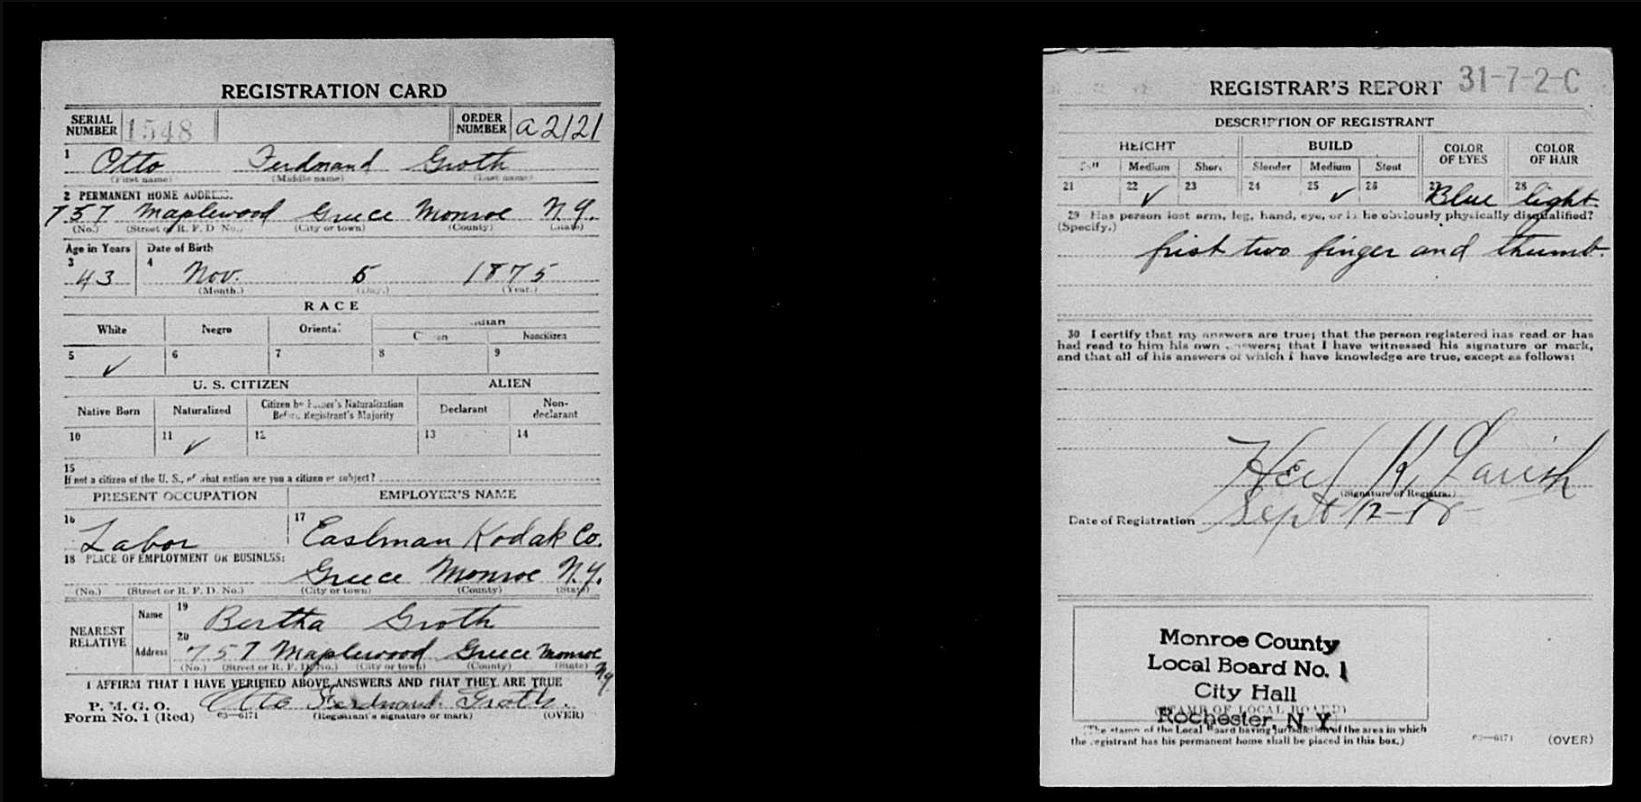 REGISTRATION CARD
SERIAL NUMBER 1548 ORDER NUMBER a2121
1 Otto Ferdnand Groth
(First name) (Middle name) (Last name)
2 PERMANENT HOME ADDRESS:
757 Maplewood Greece Monroe N.Y.
(No.) (Street or R. F. D. No.) (City or town) (County) (State)
Age in Years Date of Birth
3 43 4 Nov. 5 1875
(Month.) (Day.) (Year.)
RACE
White Negro Oriental Indian
Citizen Noncitizen
5 ✓ 6 7 8 9
U. S. CITIZEN ALIEN
Native Born Naturalized Citizen by Father's Naturalization Before Registrant's Majority Declarant Non-declarant
10 11 ✓ 12 13 14
15
If not a citizen of the U. S., of what nation are you a citizen or subject?
PRESENT OCCUPATION EMPLOYER'S NAME
16 Labor 17 Eastman Kodak Co.
18 PLACE OF EMPLOYMENT OR BUSINESS:
Greece Monroe N.Y.
(No.) (Street or R. F. D. No.) (City or town) (County) (State)
NEAREST RELATIVE Name 19 Bertha Groth
Address 20 757 Maplewood Greece Monroe N.Y.
(No.) (Street or R. F. D. No.) (City or town) (County) (State)
I AFFIRM THAT I HAVE VERIFIED ABOVE ANSWERS AND THAT THEY ARE TRUE
P. M. G. O.
Form No. 1 (Red) 03—6171 Otto Ferdnand Groth.
(Registrant's signature or mark) (OVER)
REGISTRAR'S REPORT 31-7-2-C
DESCRIPTION OF REGISTRANT
HEIGHT BUILD COLOR OF EYES COLOR OF HAIR
Tall Medium Short Slender Medium Stout
21 22 ✓ 23 24 25 ✓ 26 27 Blue 28 light
29 Has person lost arm, leg, hand, eye, or is he obviously physically disqualified?
(Specify.)
first two finger and thumb.
30 I certify that my answers are true; that the person registered has read or has
had read to him his own answers; that I have witnessed his signature or mark,
and that all of his answers of which I have knowledge are true, except as follows:
K. Parish
(Signature of Registrar)
Date of Registration Sept 12-18
Monroe County
Local Board No. 1
City Hall
(STAMP OF LOCAL BOARD)
Rochester, N. Y.
(The stamp of the Local Board having jurisdiction of the area in which
the registrant has his permanent home shall be placed in this box.)
03—6171 (OVER)